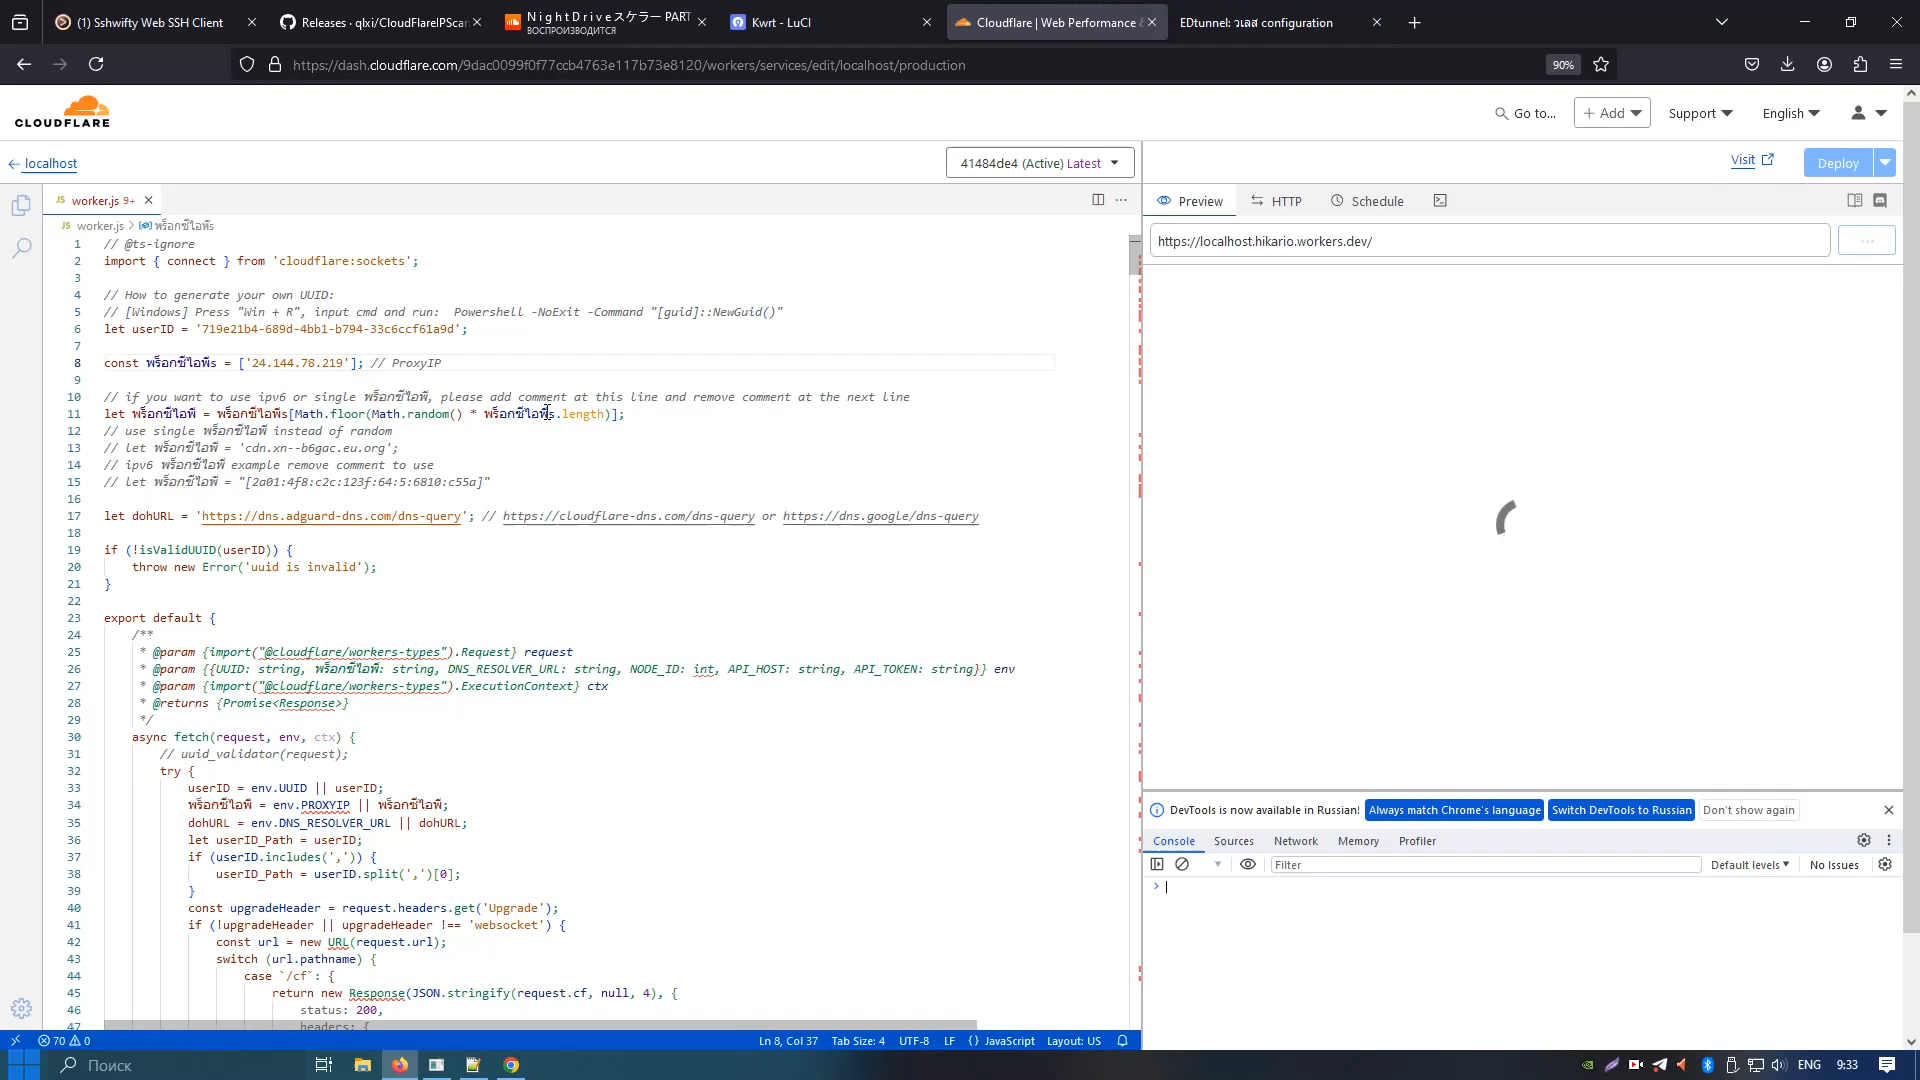 (1) Sshwifty Web SSH Client
Releases · qlxi/CloudFlareIPScan
N i g h t D r i v e スケラー PART
ВОСПРОИЗВОДИТСЯ
Kwrt - LuCI
Cloudflare | Web Performance &
EDtunnel: วเลส configuration
https://dash.cloudflare.com/9dac0099f0f77ccb4763e117b73e8120/workers/services/edit/localhost/production
90%
CLOUDFLARE
Go to...
Add
Support
English
localhost
41484de4 (Active) Latest
Visit
Deploy
JS worker.js 9+
JS worker.js > พร็อกซีไอพีs
Preview
HTTP
Schedule
https://localhost.hikario.workers.dev/
1 // @ts-ignore
2 import { connect } from 'cloudflare:sockets';
3
4 // How to generate your own UUID:
5 // [Windows] Press "Win + R", input cmd and run:  Powershell -NoExit -Command "[guid]::NewGuid()"
6 let userID = '719e21b4-689d-4bb1-b794-33c6ccf61a9d';
7
8 const พร็อกซีไอพีs = ['24.144.78.219']; // ProxyIP
9
10 // if you want to use ipv6 or single พร็อกซีไอพี, please add comment at this line and remove comment at the next line
11 let พร็อกซีไอพี = พร็อกซีไอพีs[Math.floor(Math.random() * พร็อกซีไอพีs.length)];
12 // use single พร็อกซีไอพี instead of random
13 // let พร็อกซีไอพี = 'cdn.xn--b6gac.eu.org';
14 // ipv6 พร็อกซีไอพี example remove comment to use
15 // let พร็อกซีไอพี = "[2a01:4f8:c2c:123f:64:5:6810:c55a]"
16
17 let dohURL = 'https://dns.adguard-dns.com/dns-query'; // https://cloudflare-dns.com/dns-query or https://dns.google/dns-query
18
19 if (!isValidUUID(userID)) {
20 throw new Error('uuid is invalid');
21 }
22
23 export default {
24 /**
25 * @param {import("@cloudflare/workers-types").Request} request
26 * @param {{UUID: string, พร็อกซีไอพี: string, DNS_RESOLVER_URL: string, NODE_ID: int, API_HOST: string, API_TOKEN: string}} env
27 * @param {import("@cloudflare/workers-types").ExecutionContext} ctx
28 * @returns {Promise<Response>}
29 */
30 async fetch(request, env, ctx) {
31 // uuid_validator(request);
32 try {
33 userID = env.UUID || userID;
34 พร็อกซีไอพี = env.PROXYIP || พร็อกซีไอพี;
35 dohURL = env.DNS_RESOLVER_URL || dohURL;
36 let userID_Path = userID;
37 if (userID.includes(',')) {
38 userID_Path = userID.split(',')[0];
39 }
40 const upgradeHeader = request.headers.get('Upgrade');
41 if (!upgradeHeader || upgradeHeader !== 'websocket') {
42 const url = new URL(request.url);
43 switch (url.pathname) {
44 case `/cf`: {
45 return new Response(JSON.stringify(request.cf, null, 4), {
46 status: 200,
47 headers: {
DevTools is now available in Russian!
Always match Chrome's language
Switch DevTools to Russian
Don't show again
Console
Sources
Network
Memory
Profiler
Filter
Default levels
No Issues
70 0
Ln 8, Col 37
Tab Size: 4
UTF-8
LF
{ } JavaScript
Layout: US
Поиск
ENG
9:33